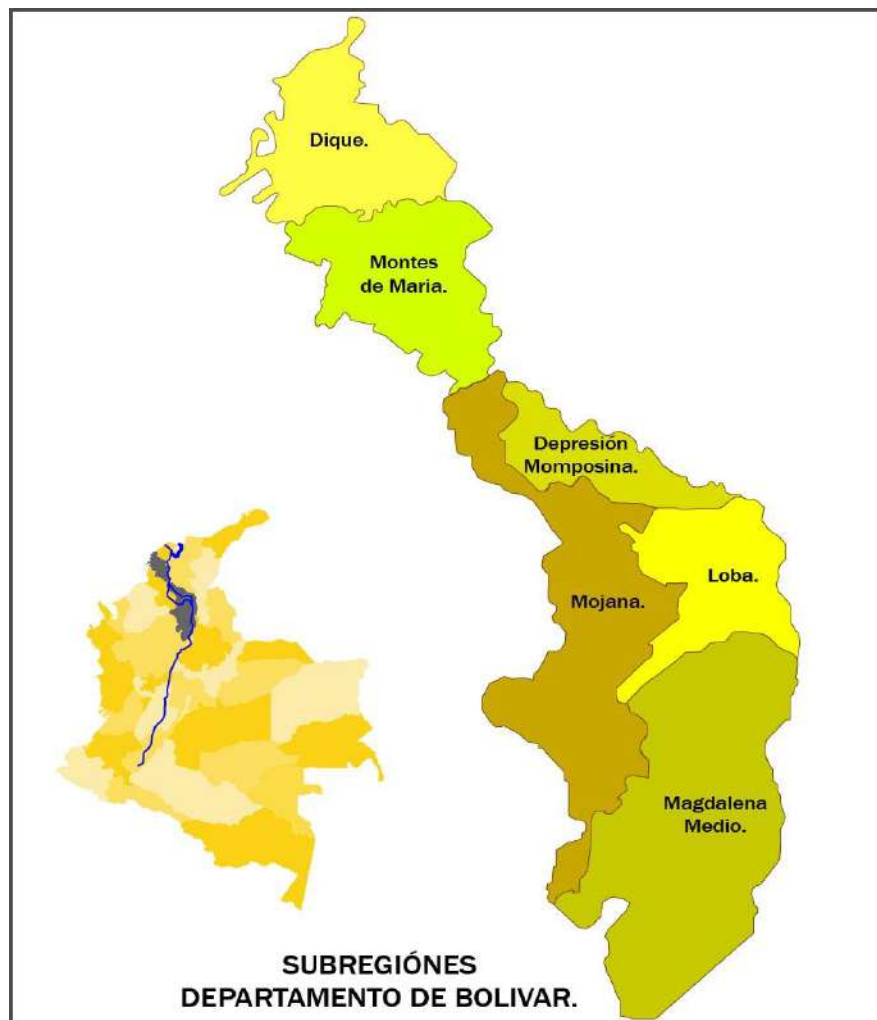 Dique.
Montes
de Maria.
Depresión
Momposina.
Loba.
Mojana.
Magdalena
Medio.
SUBREGIÓNES
DEPARTAMENTO DE BOLIVAR.